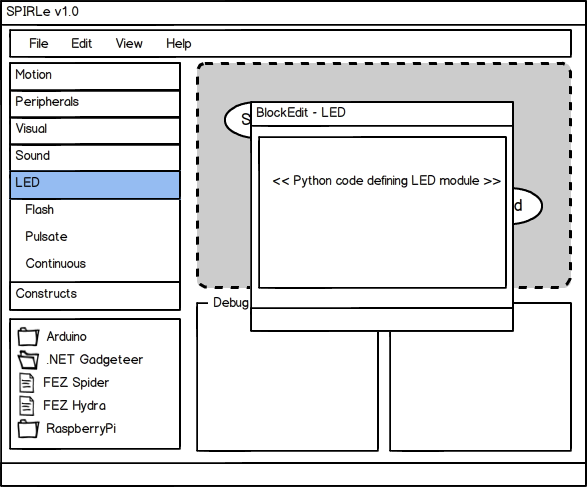 SPIRLe v1.0
File Edit View Help
Motion
Peripherals
Visual
Sound
LED
Flash
Pulsate
Continuous
Constructs
Arduino
.NET Gadgeteer
FEZ Spider
FEZ Hydra
RaspberryPi
S
BlockEdit - LED
<< Python code defining LED module >>
d
Debug